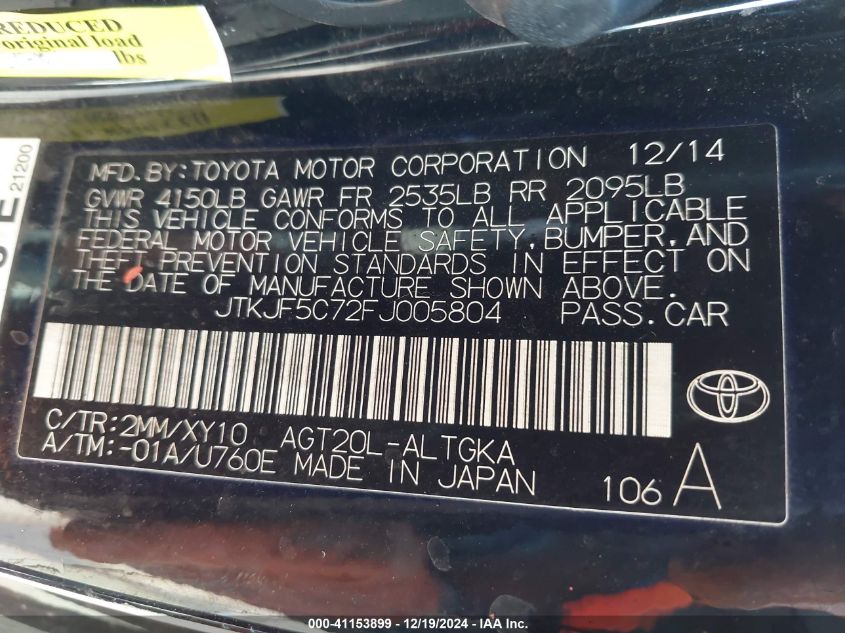 REDUCED
original load
lbs
21200
MFD.BY:TOYOTA MOTOR CORPORATION 12/14
GVWR 4150LB GAWR FR 2535LB RR 2095LB
THIS VEHICLE CONFORMS TO ALL APPLICABLE
FEDERAL MOTOR VEHICLE SAFETY,BUMPER,AND
THEFT PREVENTION STANDARDS IN EFFECT ON
THE DATE OF MANUFACTURE SHOWN ABOVE.
JTKJF5C72FJ005804 PASS.CAR
C/TR:2MM/XY10 AGT20L-ALTGKA
A/TM:-01A/U760E MADE IN JAPAN
106 A
000-41153899 - 12/19/2024 - IAA Inc.